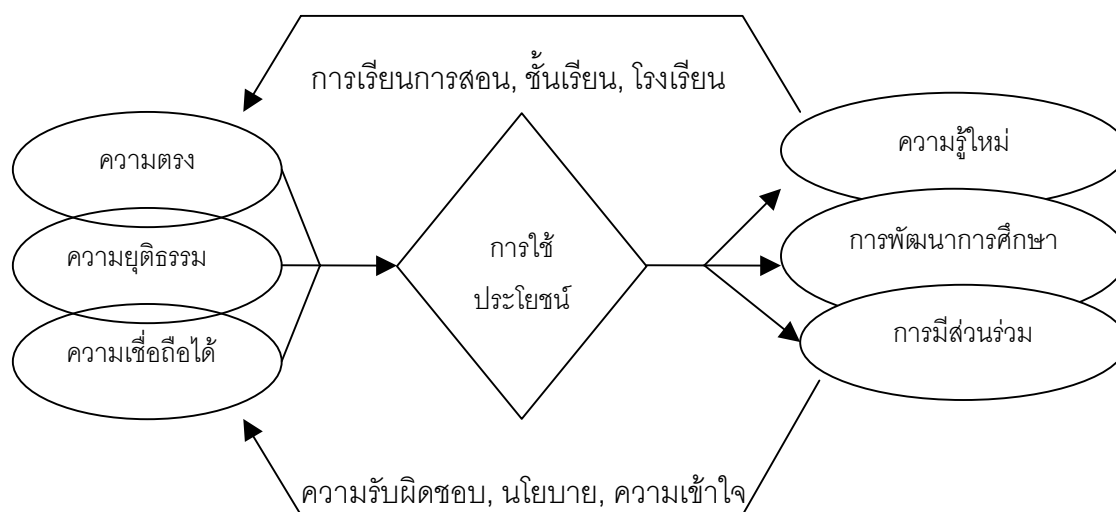 การเรียนการสอน, ชั้นเรียน, โรงเรียน
ความตรง
ความยุติธรรม
ความเชื่อถือได้
การใช้
ประโยชน์
ความรู้ใหม่
การพัฒนาการศึกษา
การมีส่วนร่วม
ความรับผิดชอบ, นโยบาย, ความเข้าใจ